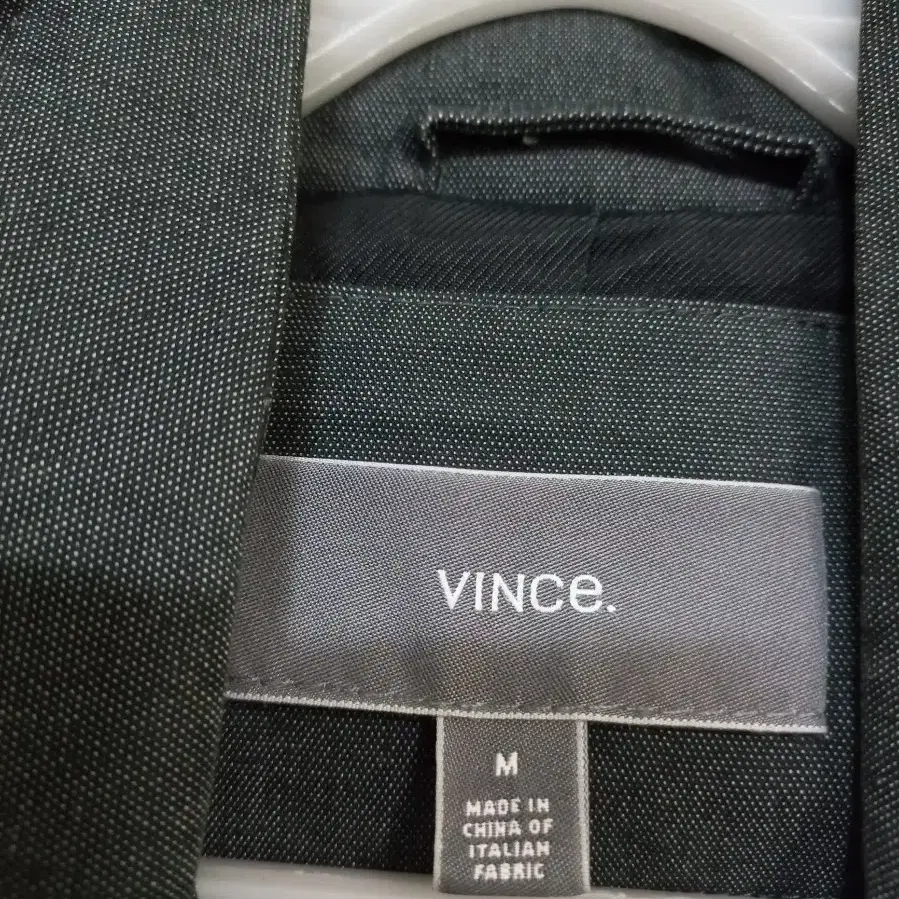 VINCe.
M
MADE IN
CHINA OF
ITALIAN
FABRIC